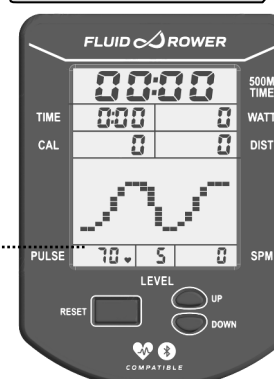 FLUID ROWER
00:00 500M TIME
TIME 0:00 0 WATT
CAL 0 0 DIST
PULSE 70 5 0 SPM
LEVEL
RESET UP
DOWN
COMPATIBLE